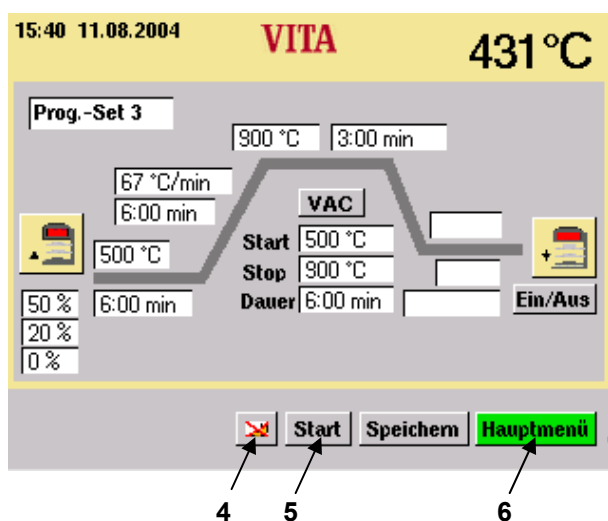 15:40 11.08.2004 VITA 431°C
Prog.-Set 3
900 °C 3:00 min
67 °C/min
6:00 min
VAC
500 °C
Start 500 °C
Stop 900 °C
50 % 6:00 min Dauer 6:00 min Ein/Aus
20 %
0 %
Start Speichern Hauptmenü
4 5 6